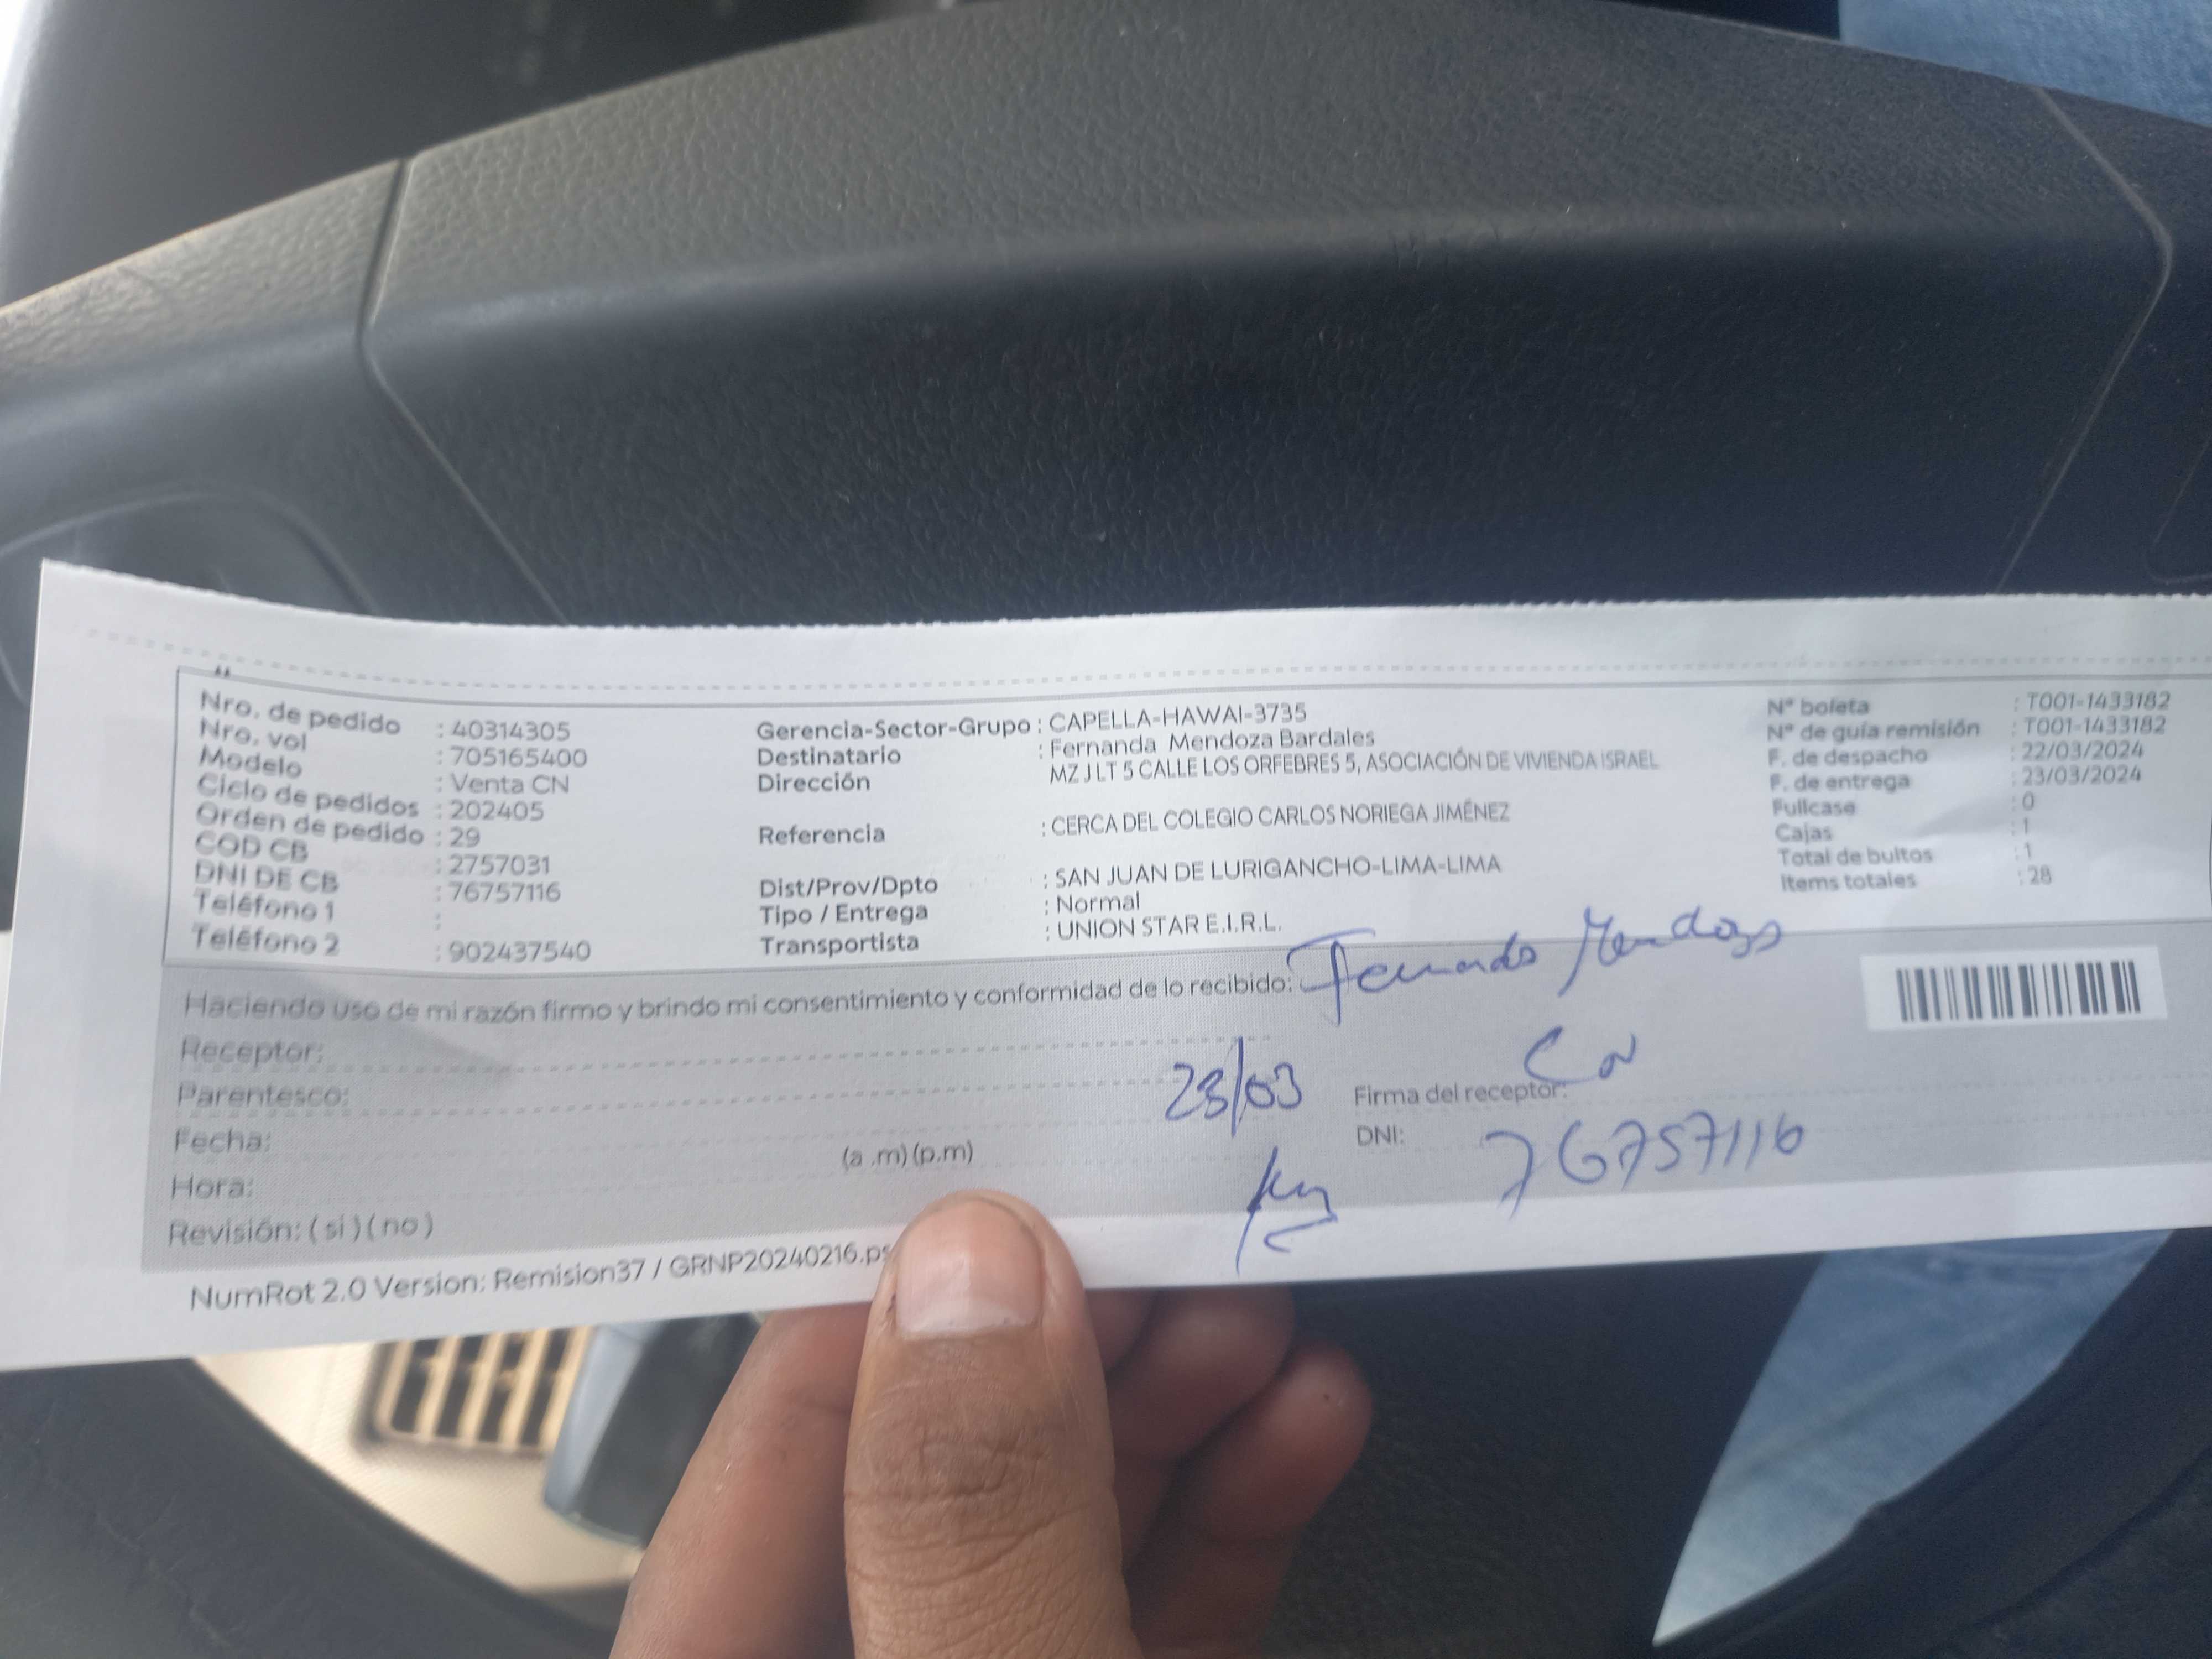 Nro. de pedido : 40314305
Nro. vol : 705165400
Modelo : Venta CN
Ciclo de pedidos : 202405
Orden de pedido : 29
COD CB : 2757031
DNI DE CB : 76757116
Teléfono 1 :
Teléfono 2 : 902437540
Gerencia-Sector-Grupo : CAPELLA-HAWAI-3735
Destinatario : Fernanda Mendoza Bardales
Dirección MZ J LT 5 CALLE LOS ORFEBRES 5, ASOCIACIÓN DE VIVIENDA ISRAEL
Referencia : CERCA DEL COLEGIO CARLOS NORIEGA JIMÉNEZ
Dist/Prov/Dpto : SAN JUAN DE LURIGANCHO-LIMA-LIMA
Tipo / Entrega : Normal
Transportista : UNION STAR E.I.R.L.
N° boleta : T001-1433182
N° de guía remisión : T001-1433182
F. de despacho : 22/03/2024
F. de entrega : 23/03/2024
Fullcase : 0
Cajas : 1
Total de bultos : 1
Items totales : 28
Haciendo uso de mi razón firmo y brindo mi consentimiento y conformidad de lo recibido: Fernando Mendoza
Receptor:
Parentesco: CN
Fecha: 23/03
Firma del receptor:
Hora: (a .m) (p.m)
DNI: 76757116
Revisión: ( si ) ( no )
NumRot 2.0 Version: Remision37 / GRNP20240216.ps